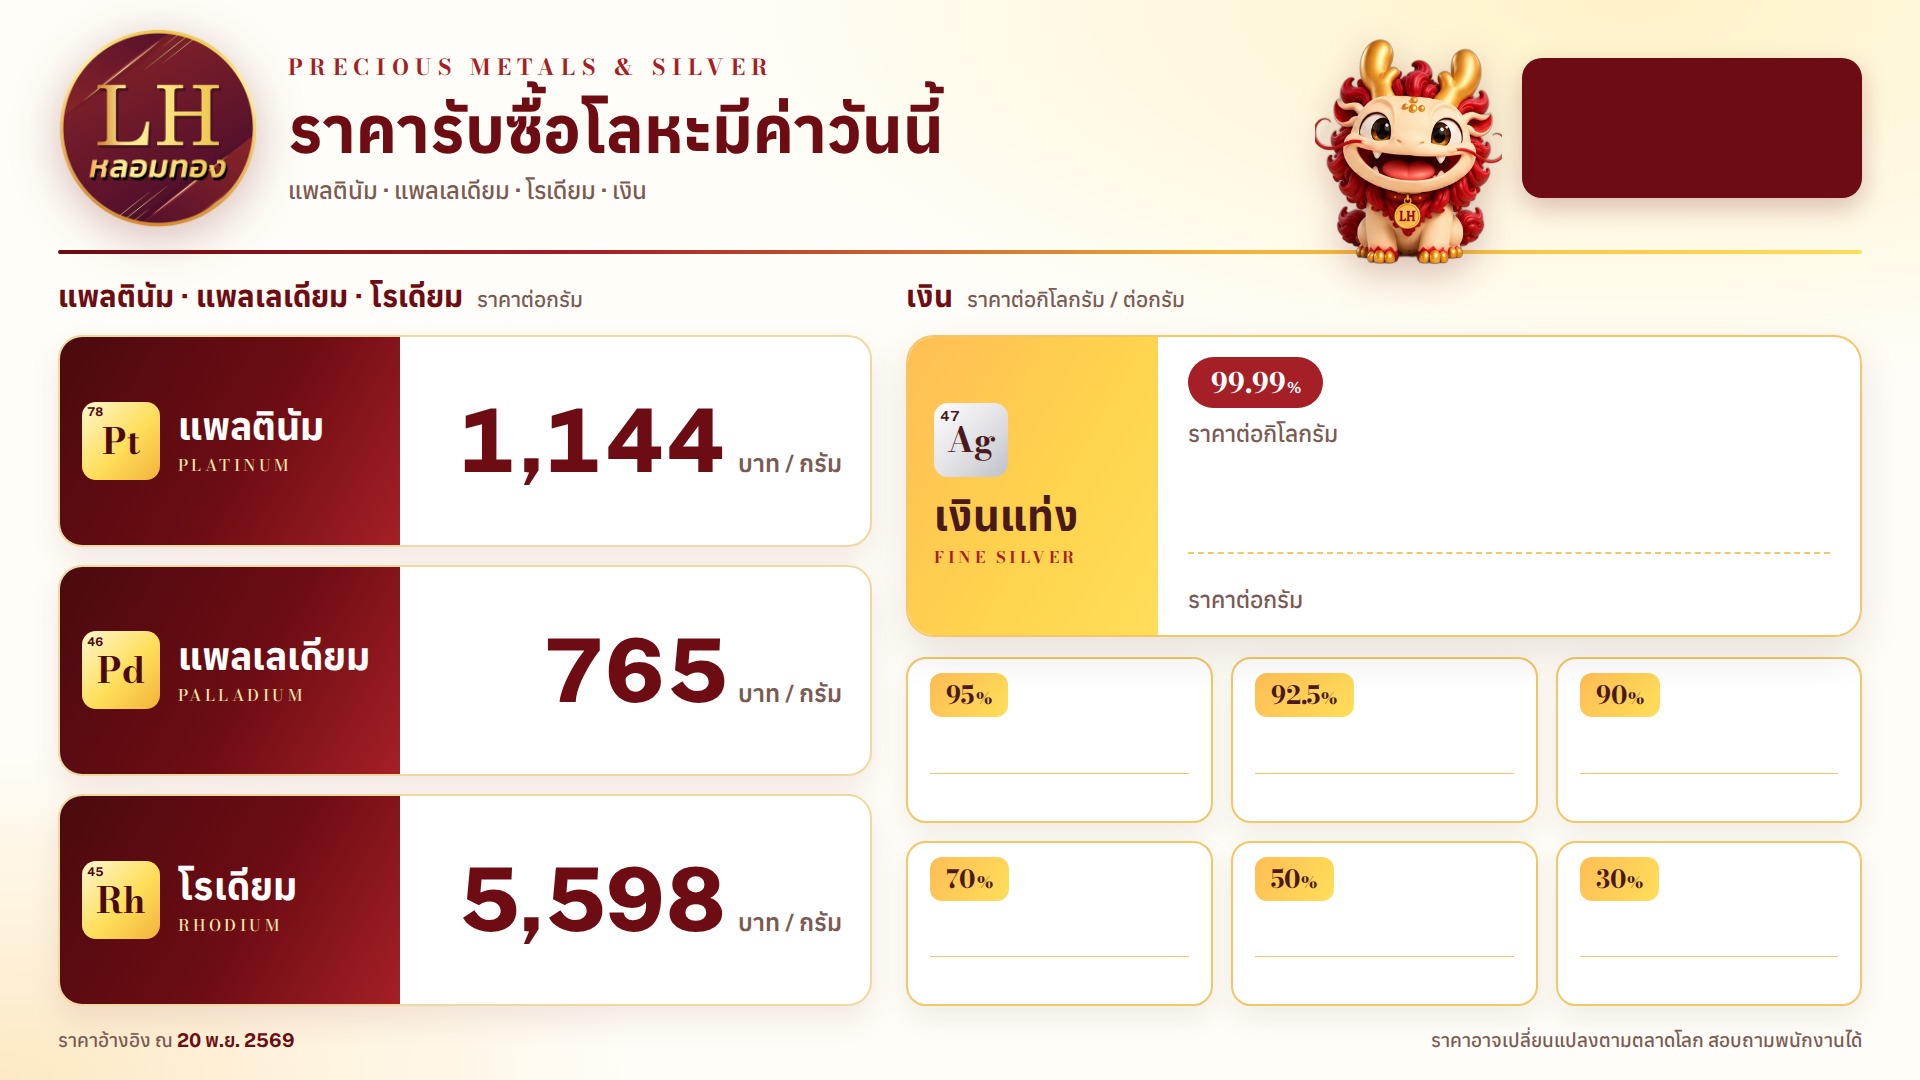 LH
หลอมทอง
PRECIOUS METALS & SILVER
ราคารับซื้อโลหะมีค่าวันนี้
แพลตินัม · แพลเลเดียม · โรเดียม · เงิน
LH
แพลตินัม · แพลเลเดียม · โรเดียม ราคาต่อกรัม
78
Pt
แพลตินัม
PLATINUM
1,144 บาท / กรัม
46
Pd
แพลเลเดียม
PALLADIUM
765 บาท / กรัม
45
Rh
โรเดียม
RHODIUM
5,598 บาท / กรัม
เงิน ราคาต่อกิโลกรัม / ต่อกรัม
47
Ag
เงินแท่ง
FINE SILVER
99.99%
ราคาต่อกิโลกรัม
ราคาต่อกรัม
95%
92.5%
90%
70%
50%
30%
ราคาอ้างอิง ณ 20 พ.ย. 2569
ราคาอาจเปลี่ยนแปลงตามตลาดโลก สอบถามพนักงานได้